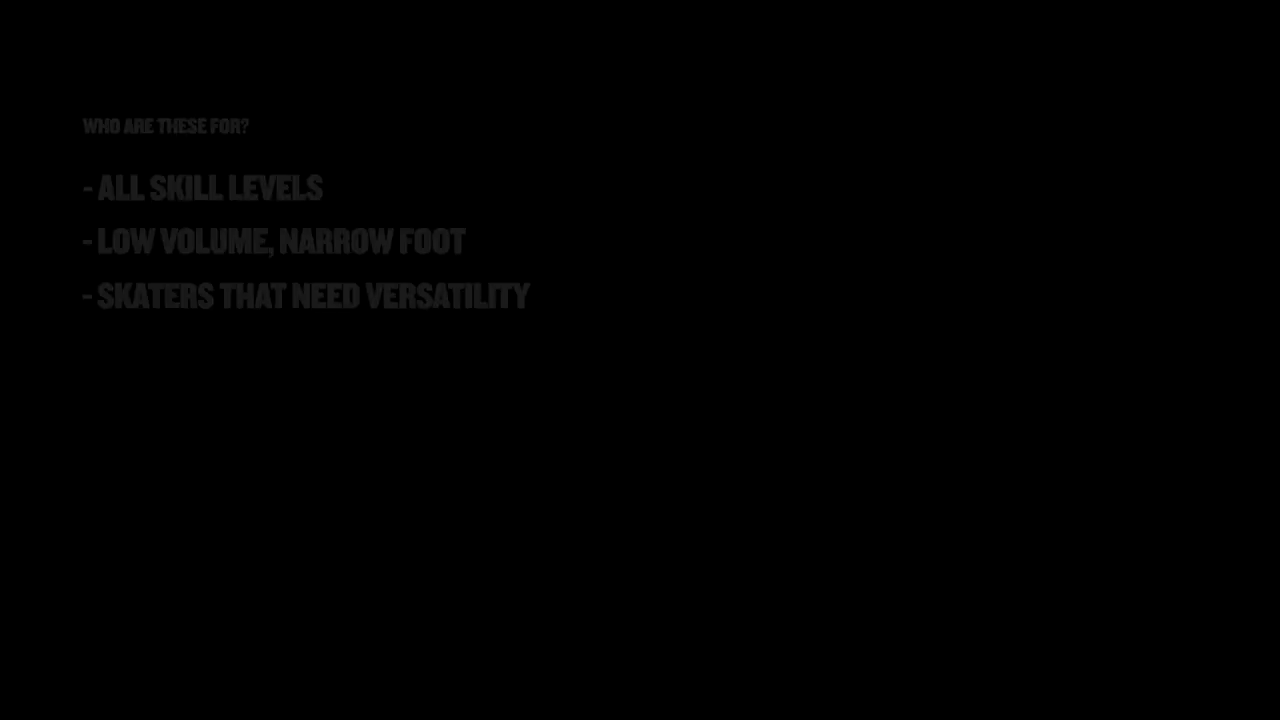 WHO ARE THESE FOR?
- ALL SKILL LEVELS
- LOW VOLUME, NARROW FOOT
- SKATERS THAT NEED VERSATILITY